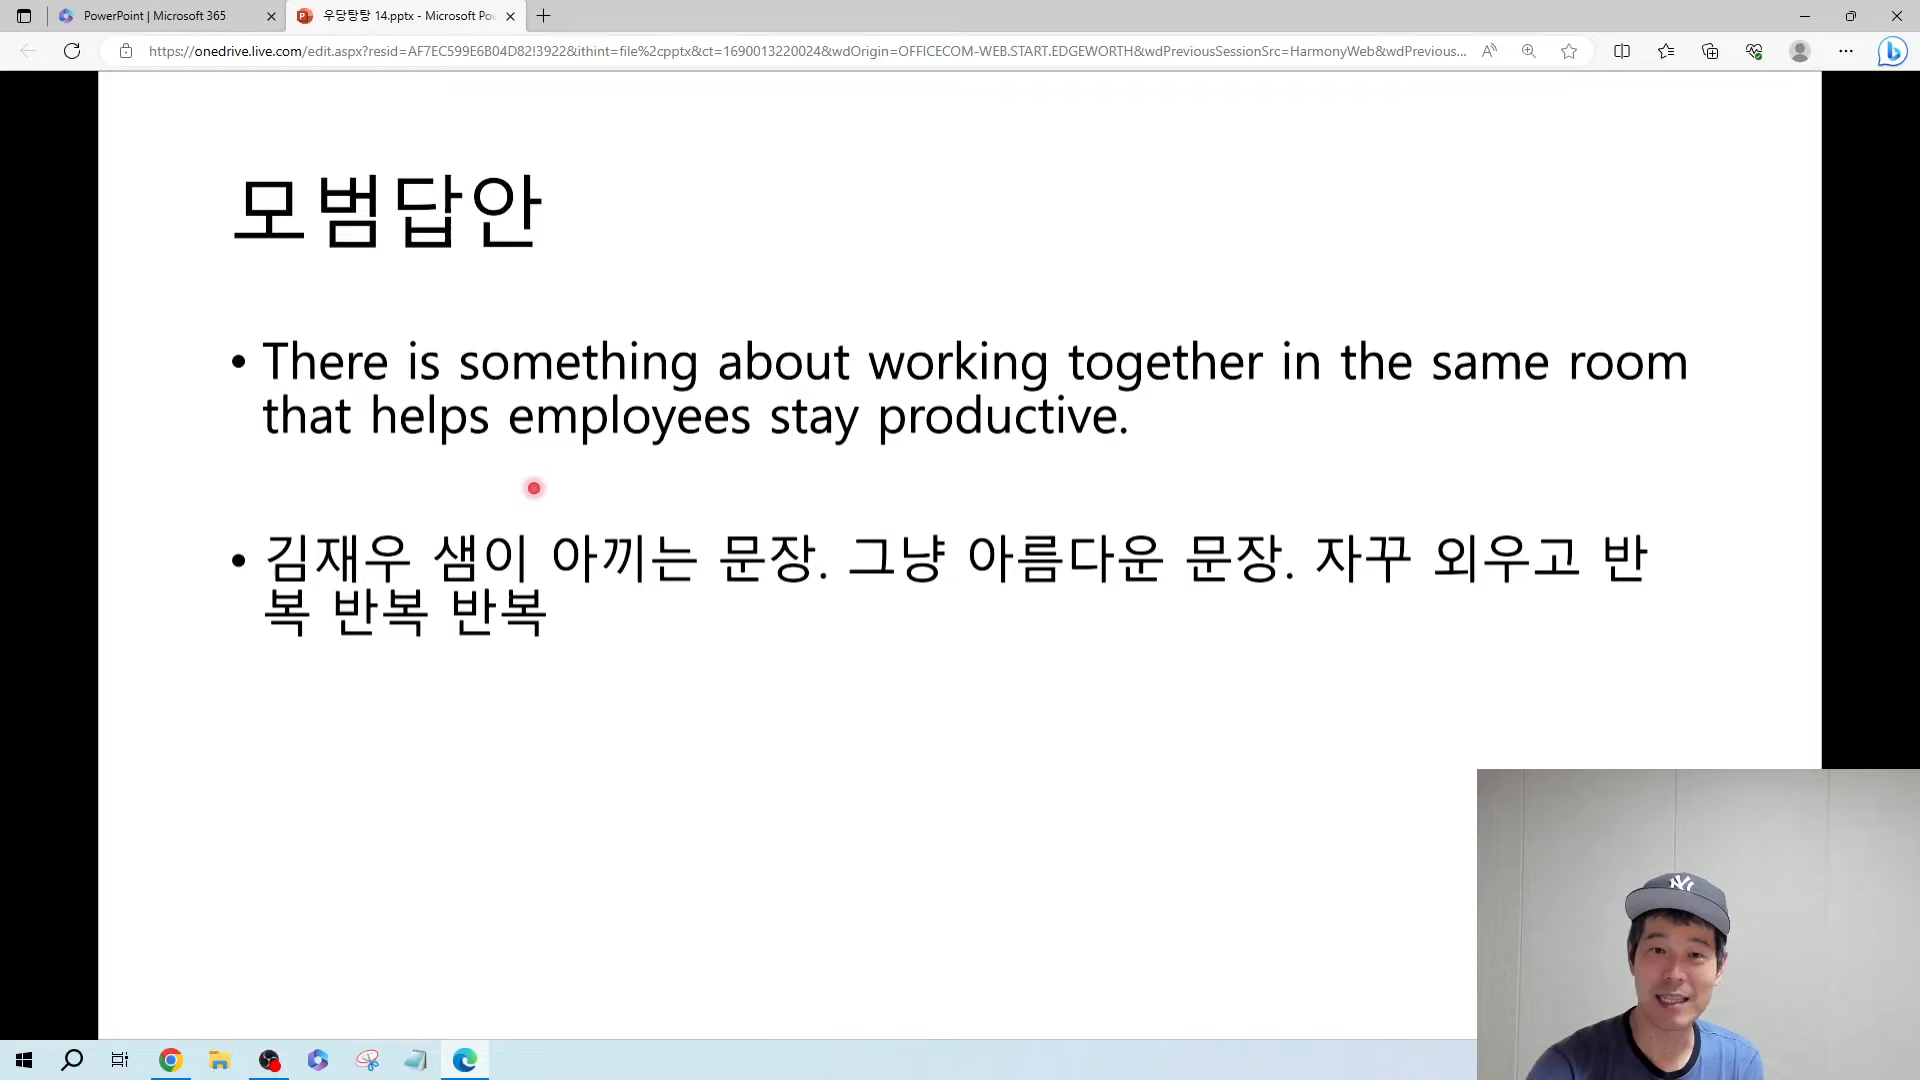 PowerPoint | Microsoft 365
우당탕탕 14.pptx - Microsoft Po
https://onedrive.live.com/edit.aspx?resid=AF7EC599E6B04D82!3922&ithint=file%2cpptx&ct=1690013220024&wdOrigin=OFFICECOM-WEB.START.EDGEWORTH&wdPreviousSessionSrc=HarmonyWeb&wdPrevious...
모범답안
• There is something about working together in the same room
that helps employees stay productive.
• 김재우 샘이 아끼는 문장. 그냥 아름다운 문장. 자꾸 외우고 반
복 반복 반복
NY